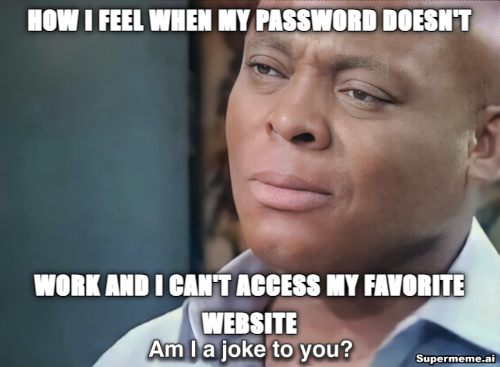 HOW I FEEL WHEN MY PASSWORD DOESN'T
WORK AND I CAN'T ACCESS MY FAVORITE
WEBSITE
Am I a joke to you?
Supermeme.ai